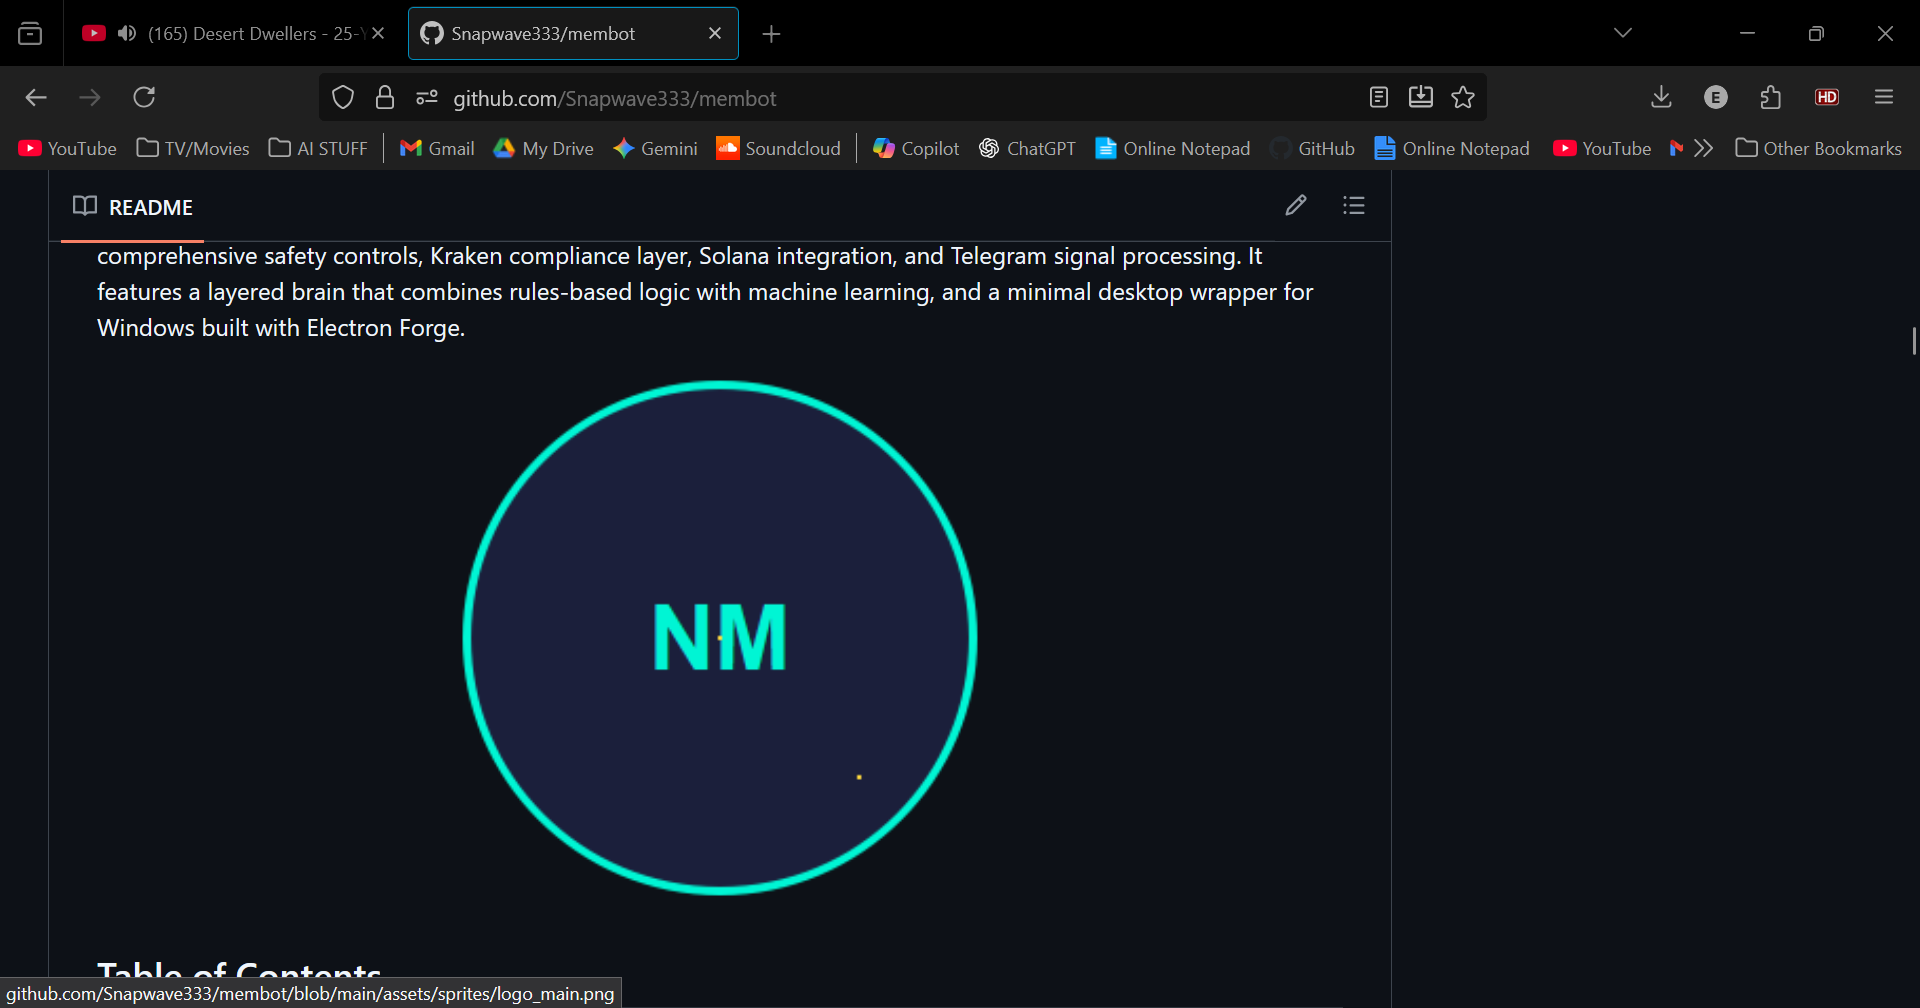 (165) Desert Dwellers - 25-
Snapwave333/membot
github.com/Snapwave333/membot
E
HD
YouTube
TV/Movies
AI STUFF
Gmail
My Drive
Gemini
Soundcloud
Copilot
ChatGPT
Online Notepad
GitHub
Online Notepad
YouTube
Other Bookmarks
README
comprehensive safety controls, Kraken compliance layer, Solana integration, and Telegram signal processing. It
features a layered brain that combines rules-based logic with machine learning, and a minimal desktop wrapper for
Windows built with Electron Forge.
NM
Table of Contents
github.com/Snapwave333/membot/blob/main/assets/sprites/logo_main.png